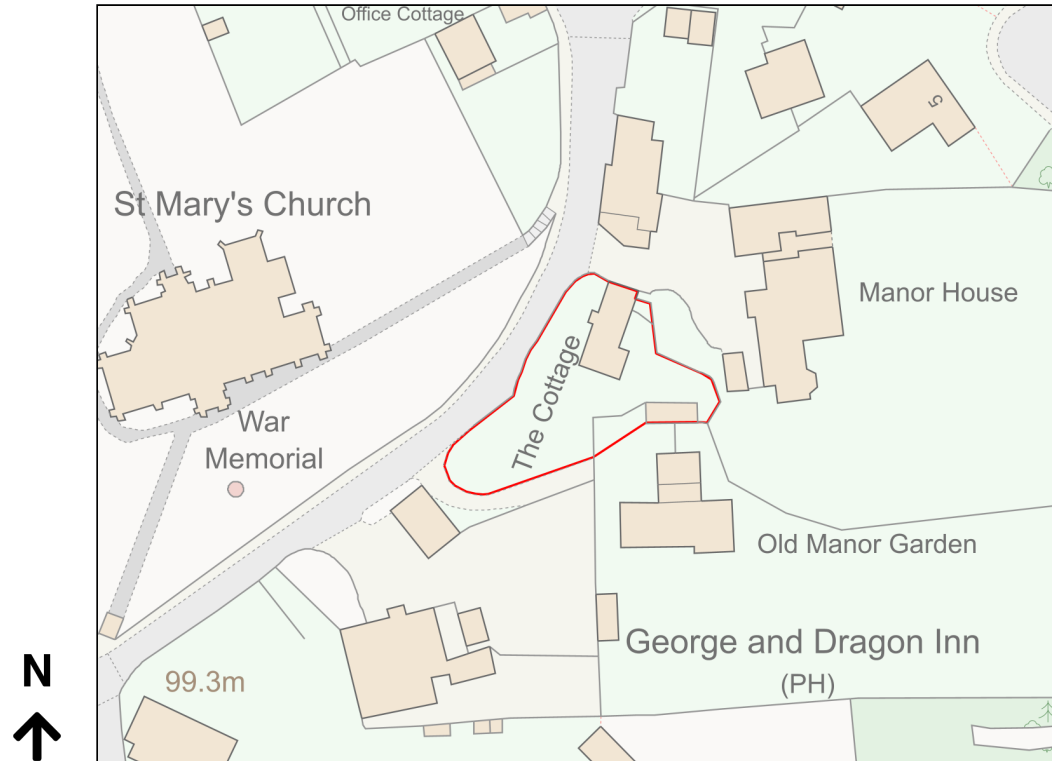 Office Cottage
5
St Mary's Church
Manor House
The Cottage
War
Memorial
Old Manor Garden
George and Dragon Inn
(PH)
99.3m
N